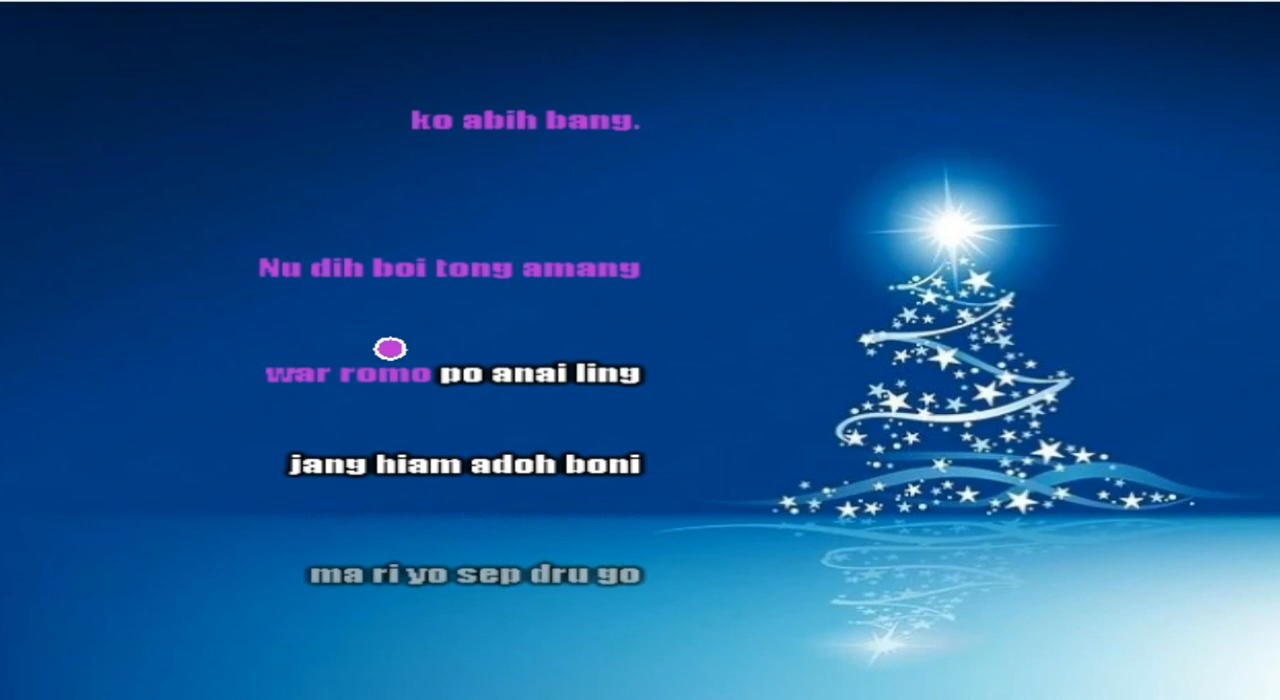 ko abih bang.
Nu dih boi tong amang
war romo po anai ling
jang hiam adoh boni
ma ri yo sep dru go